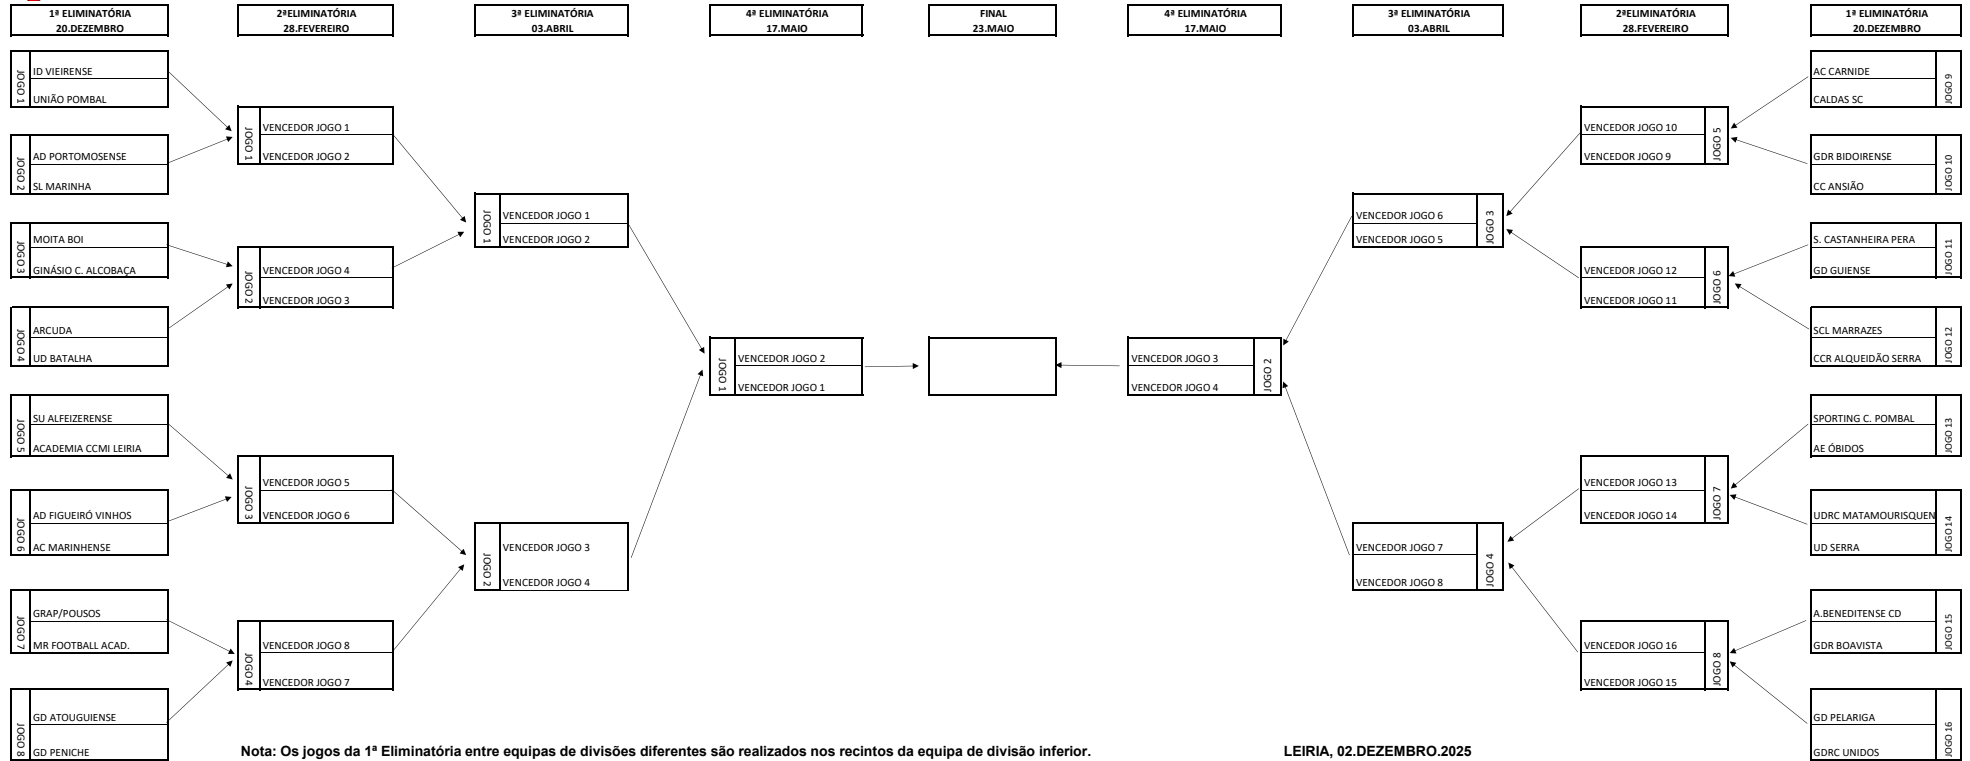 1ª ELIMINATÓRIA
20.DEZEMBRO
2ªELIMINATÓRIA
28.FEVEREIRO
3ª ELIMINATÓRIA
03.ABRIL
4ª ELIMINATÓRIA
17.MAIO
FINAL
23.MAIO
4ª ELIMINATÓRIA
17.MAIO
3ª ELIMINATÓRIA
03.ABRIL
2ªELIMINATÓRIA
28.FEVEREIRO
1ª ELIMINATÓRIA
20.DEZEMBRO
JOGO 1
ID VIEIRENSE
UNIÃO POMBAL
JOGO 2
AD PORTOMOSENSE
SL MARINHA
JOGO 3
MOITA BOI
GINÁSIO C. ALCOBAÇA
JOGO 4
ARCUDA
UD BATALHA
JOGO 5
SU ALFEIZERENSE
ACADEMIA CCMI LEIRIA
JOGO 6
AD FIGUEIRÓ VINHOS
AC MARINHENSE
JOGO 7
GRAP/POUSOS
MR FOOTBALL ACAD.
JOGO 8
GD ATOUGUIENSE
GD PENICHE
JOGO 1
VENCEDOR JOGO 1
VENCEDOR JOGO 2
JOGO 2
VENCEDOR JOGO 4
VENCEDOR JOGO 3
JOGO 3
VENCEDOR JOGO 5
VENCEDOR JOGO 6
JOGO 4
VENCEDOR JOGO 8
VENCEDOR JOGO 7
JOGO 1
VENCEDOR JOGO 1
VENCEDOR JOGO 2
JOGO 2
VENCEDOR JOGO 3
VENCEDOR JOGO 4
JOGO 1
VENCEDOR JOGO 2
VENCEDOR JOGO 1
VENCEDOR JOGO 3
VENCEDOR JOGO 4
JOGO 2
VENCEDOR JOGO 6
VENCEDOR JOGO 5
JOGO 3
VENCEDOR JOGO 7
VENCEDOR JOGO 8
JOGO 4
VENCEDOR JOGO 10
VENCEDOR JOGO 9
JOGO 5
VENCEDOR JOGO 12
VENCEDOR JOGO 11
JOGO 6
VENCEDOR JOGO 13
VENCEDOR JOGO 14
JOGO 7
VENCEDOR JOGO 16
VENCEDOR JOGO 15
JOGO 8
AC CARNIDE
CALDAS SC
JOGO 9
GDR BIDOIRENSE
CC ANSIÃO
JOGO 10
S. CASTANHEIRA PERA
GD GUIENSE
JOGO 11
SCL MARRAZES
CCR ALQUEIDÃO SERRA
JOGO 12
SPORTING C. POMBAL
AE ÓBIDOS
JOGO 13
UDRC MATAMOURISQUEN
UD SERRA
JOGO 14
A.BENEDITENSE CD
GDR BOAVISTA
JOGO 15
GD PELARIGA
GDRC UNIDOS
JOGO 16
Nota: Os jogos da 1ª Eliminatória entre equipas de divisões diferentes são realizados nos recintos da equipa de divisão inferior.
LEIRIA, 02.DEZEMBRO.2025